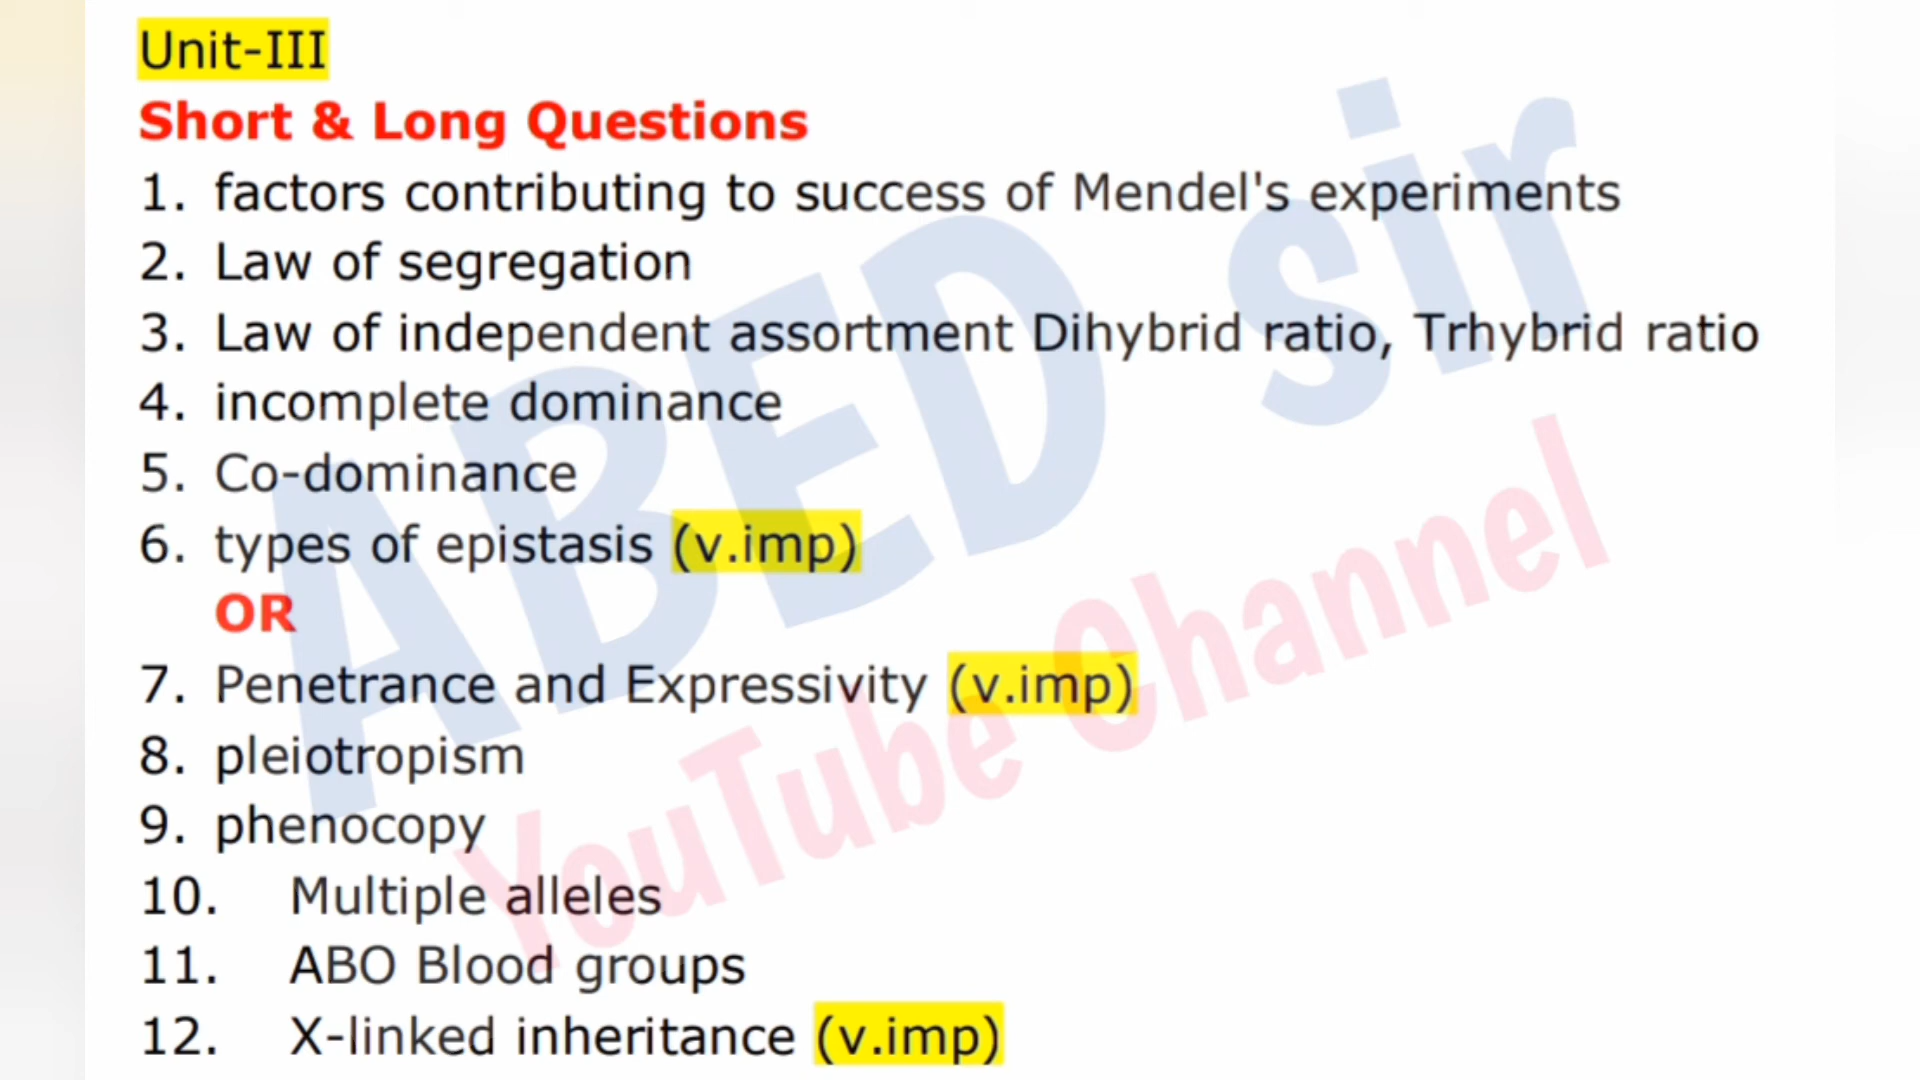 Unit-III
Short & Long Questions
1. factors contributing to success of Mendel's experiments
2. Law of segregation
3. Law of independent assortment Dihybrid ratio, Trhybrid ratio
4. incomplete dominance
5. Co-dominance
6. types of epistasis (v.imp)
OR
7. Penetrance and Expressivity (v.imp)
8. pleiotropism
9. phenocopy
10. Multiple alleles
11. ABO Blood groups
12. X-linked inheritance (v.imp)
ABED sir
YouTube Channel